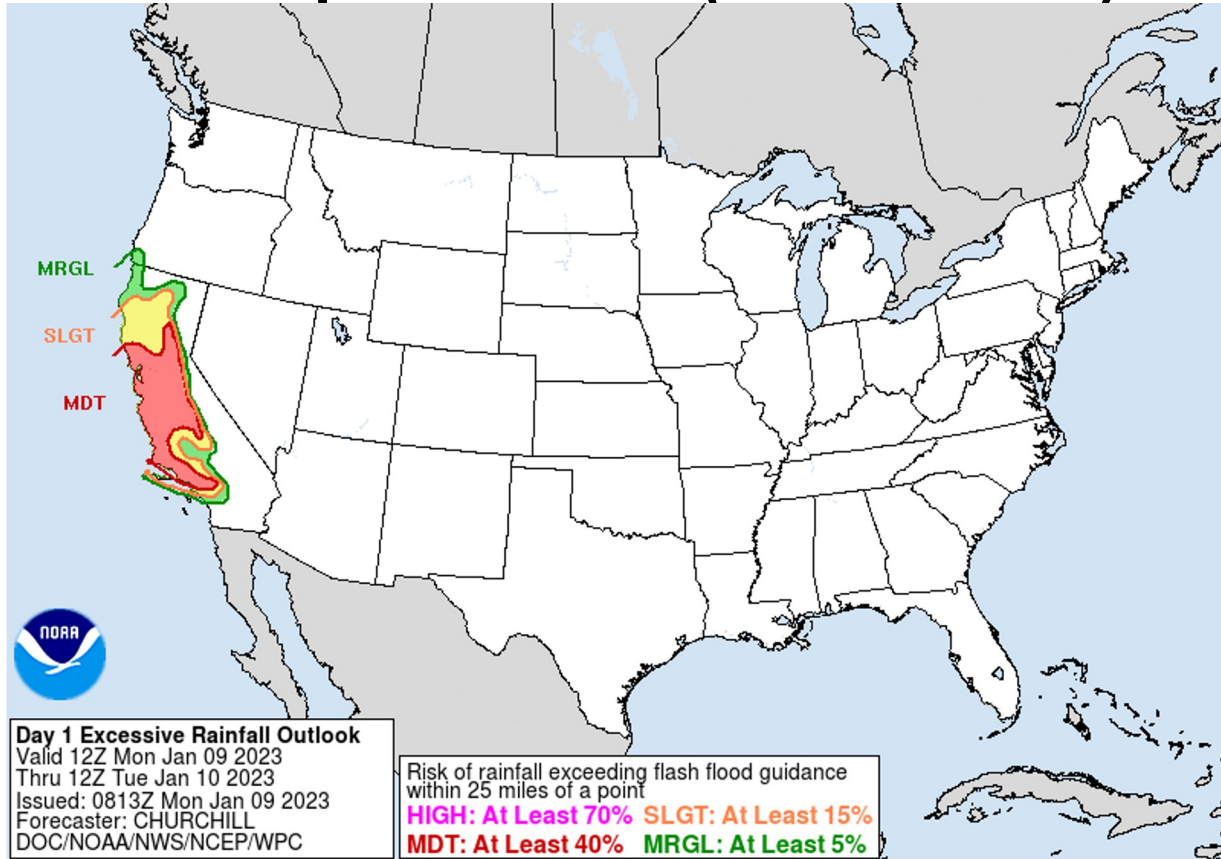 MRGL
SLGT
MDT
NOAA
Day 1 Excessive Rainfall Outlook
Valid 12Z Mon Jan 09 2023
Thru 12Z Tue Jan 10 2023
Issued: 0813Z Mon Jan 09 2023
Forecaster: CHURCHILL
DOC/NOAA/NWS/NCEP/WPC
Risk of rainfall exceeding flash flood guidance
within 25 miles of a point
HIGH: At Least 70% SLGT: At Least 15%
MDT: At Least 40% MRGL: At Least 5%